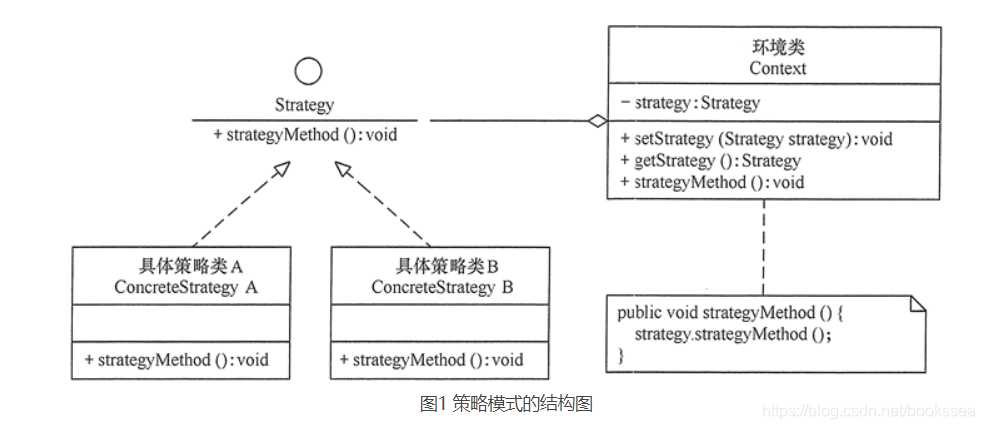 Strategy
+ strategyMethod ():void
环境类
Context
− strategy:Strategy
+ setStrategy (Strategy strategy):void
+ getStrategy ():Strategy
+ strategyMethod ():void
具体策略类A
ConcreteStrategy A
+ strategyMethod ():void
具体策略类B
ConcreteStrategy B
+ strategyMethod ():void
public void strategyMethod () {
strategy.strategyMethod ();
}
图1 策略模式的结构图
https://blog.csdn.net/bookssea